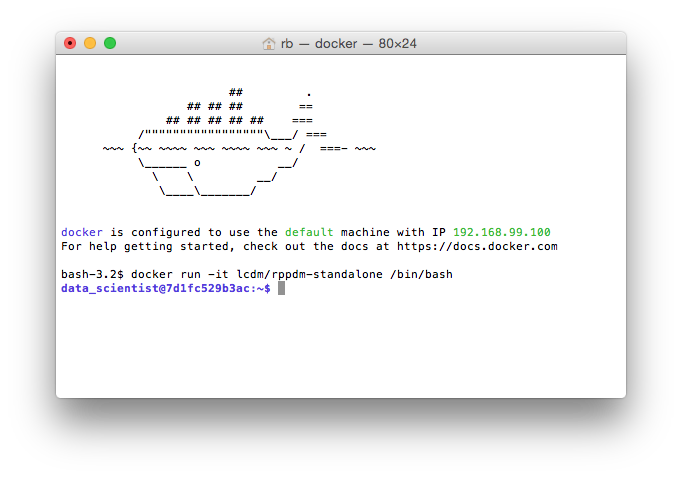 rb — docker — 80×24
                        ##         .
                  ## ## ##        ==
               ## ## ## ## ##    ===
           /"""""""""""""""""\___/ ===
      ~~~ {~~ ~~~~ ~~~ ~~~~ ~~~ ~ /  ===- ~~~
           \______ o           __/
             \    \         __/
              \____\_______/
docker is configured to use the default machine with IP 192.168.99.100
For help getting started, check out the docs at https://docs.docker.com
bash-3.2$ docker run -it lcdm/rppdm-standalone /bin/bash
data_scientist@7d1fc529b3ac:~$